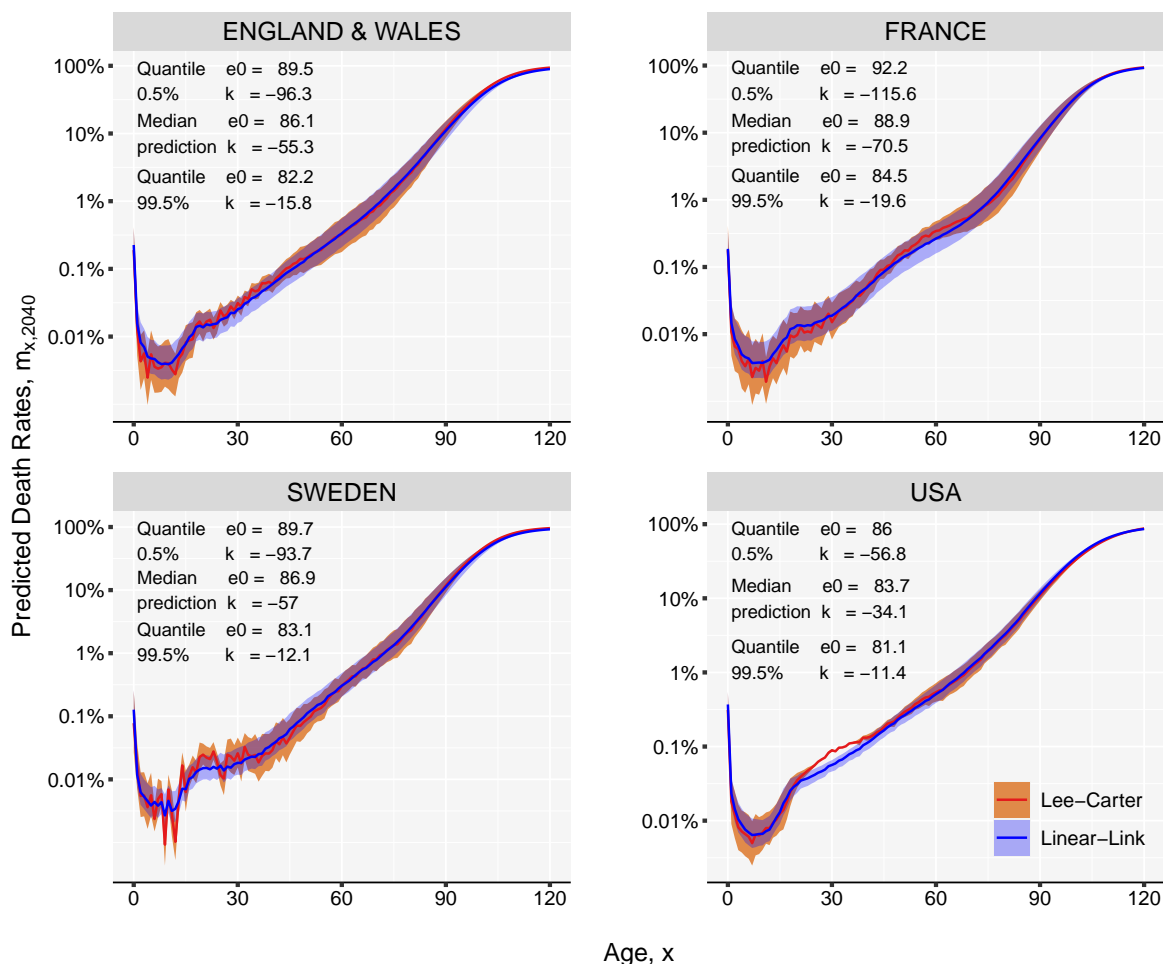 Predicted Death Rates, m x,2040
ENGLAND & WALES
100%
10%
1%
0.1%
0.01%
Quantile e0 = 89.5
0.5% k = −96.3
Median e0 = 86.1
prediction k = −55.3
Quantile e0 = 82.2
99.5% k = −15.8
0 30 60 90 120
FRANCE
100%
10%
1%
0.1%
0.01%
Quantile e0 = 92.2
0.5% k = −115.6
Median e0 = 88.9
prediction k = −70.5
Quantile e0 = 84.5
99.5% k = −19.6
0 30 60 90 120
SWEDEN
100%
10%
1%
0.1%
0.01%
Quantile e0 = 89.7
0.5% k = −93.7
Median e0 = 86.9
prediction k = −57
Quantile e0 = 83.1
99.5% k = −12.1
0 30 60 90 120
USA
100%
10%
1%
0.1%
0.01%
Quantile e0 = 86
0.5% k = −56.8
Median e0 = 83.7
prediction k = −34.1
Quantile e0 = 81.1
99.5% k = −11.4
Lee−Carter
Linear−Link
0 30 60 90 120
Age, x